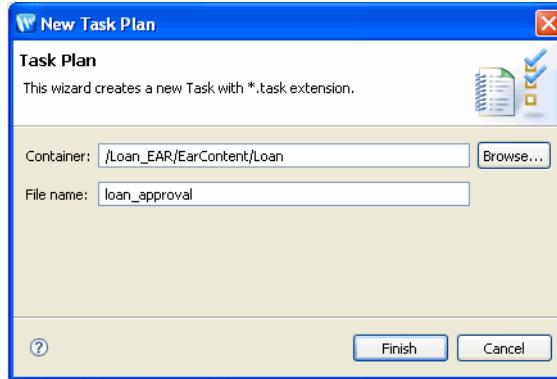 New Task Plan
Task Plan
This wizard creates a new Task with *.task extension.
Container: /Loan_EAR/EarContent/Loan Browse...
File name: loan_approval
? Finish Cancel